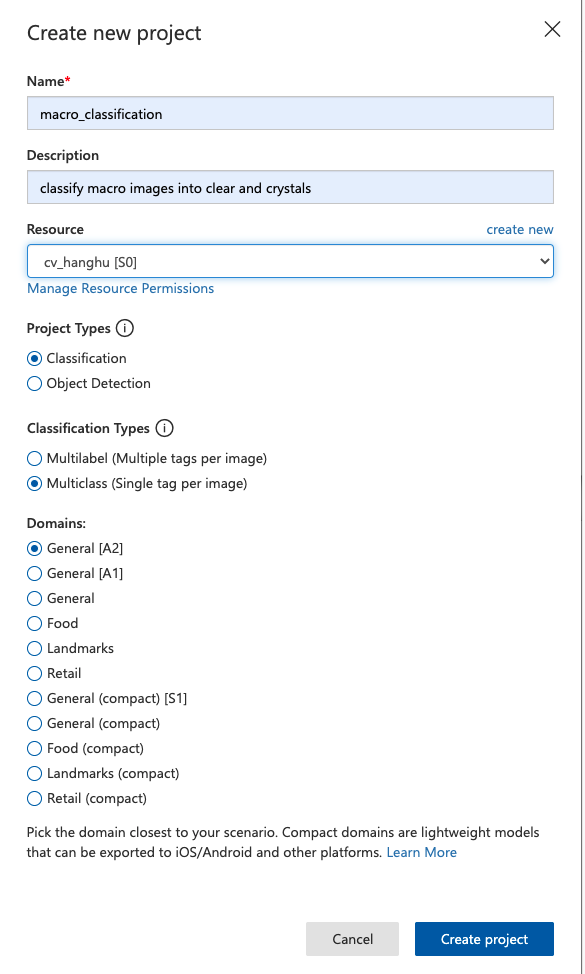 Create new project
Name*
macro_classification
Description
classify macro images into clear and crystals
Resource
create new
cv_hanghu [S0]
Manage Resource Permissions
Project Types
Classification
Object Detection
Classification Types
Multilabel (Multiple tags per image)
Multiclass (Single tag per image)
Domains:
General [A2]
General [A1]
General
Food
Landmarks
Retail
General (compact) [S1]
General (compact)
Food (compact)
Landmarks (compact)
Retail (compact)
Pick the domain closest to your scenario. Compact domains are lightweight models
that can be exported to iOS/Android and other platforms. Learn More
Cancel
Create project